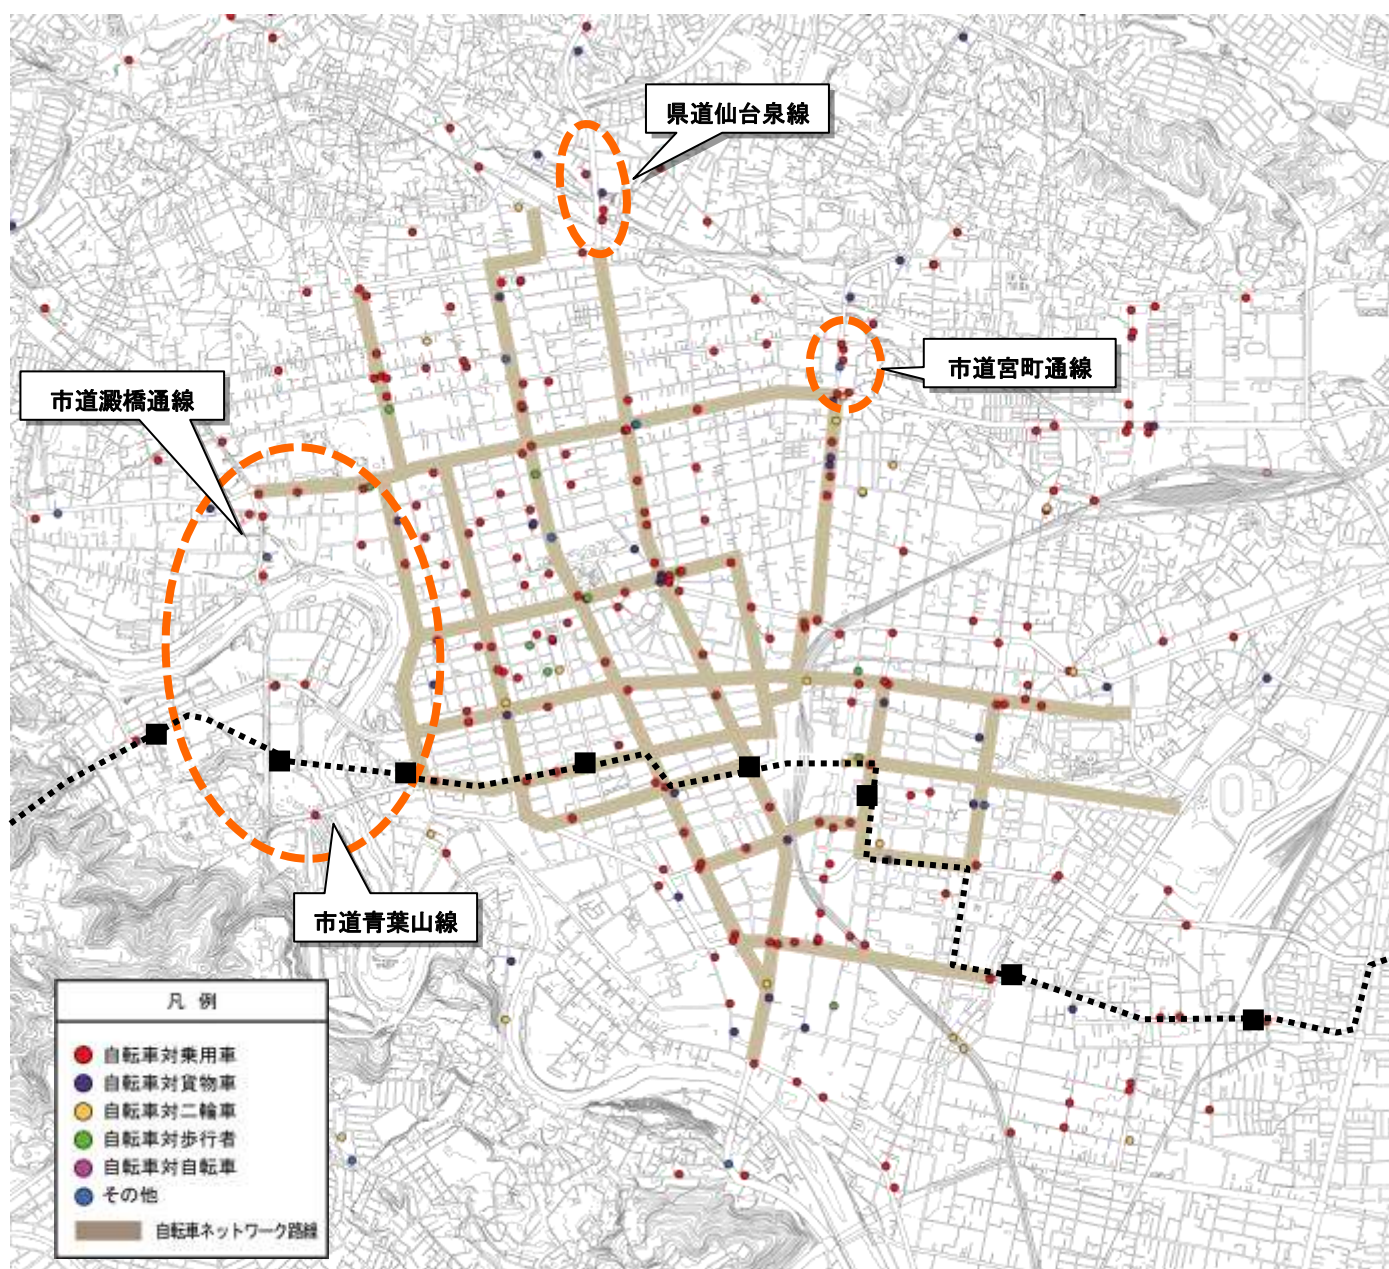 県道仙台泉線
市道宮町通線
市道澱橋通線
市道青葉山線
凡 例
自転車対乗用車
自転車対貨物車
自転車対二輪車
自転車対歩行者
自転車対自転車
その他
自転車ネットワーク路線